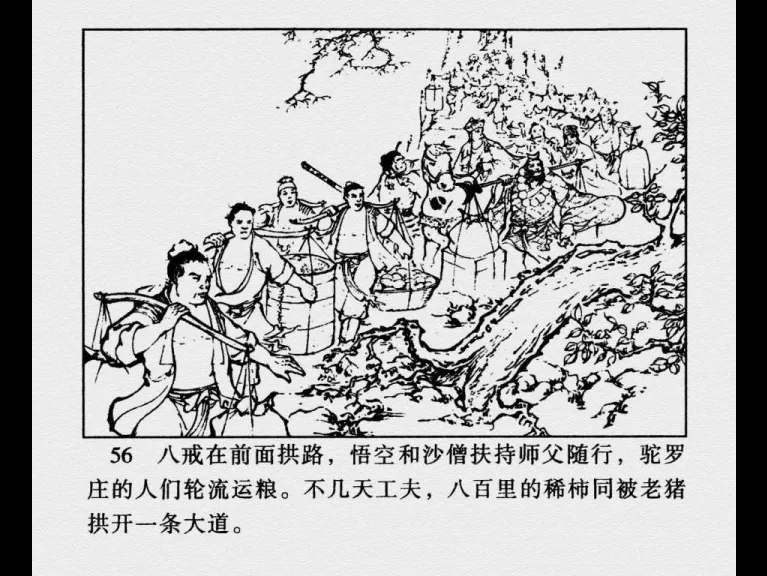 56 八戒在前面拱路，悟空和沙僧扶持师父随行，驼罗
庄的人们轮流运粮。不几天工夫，八百里的稀柿同被老猪
拱开一条大道。